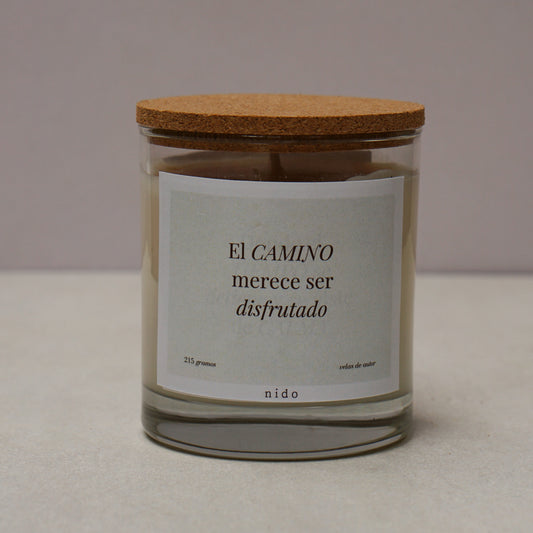 El CAMINO
merece ser
disfrutado
215 gramos
velas de autor
nido